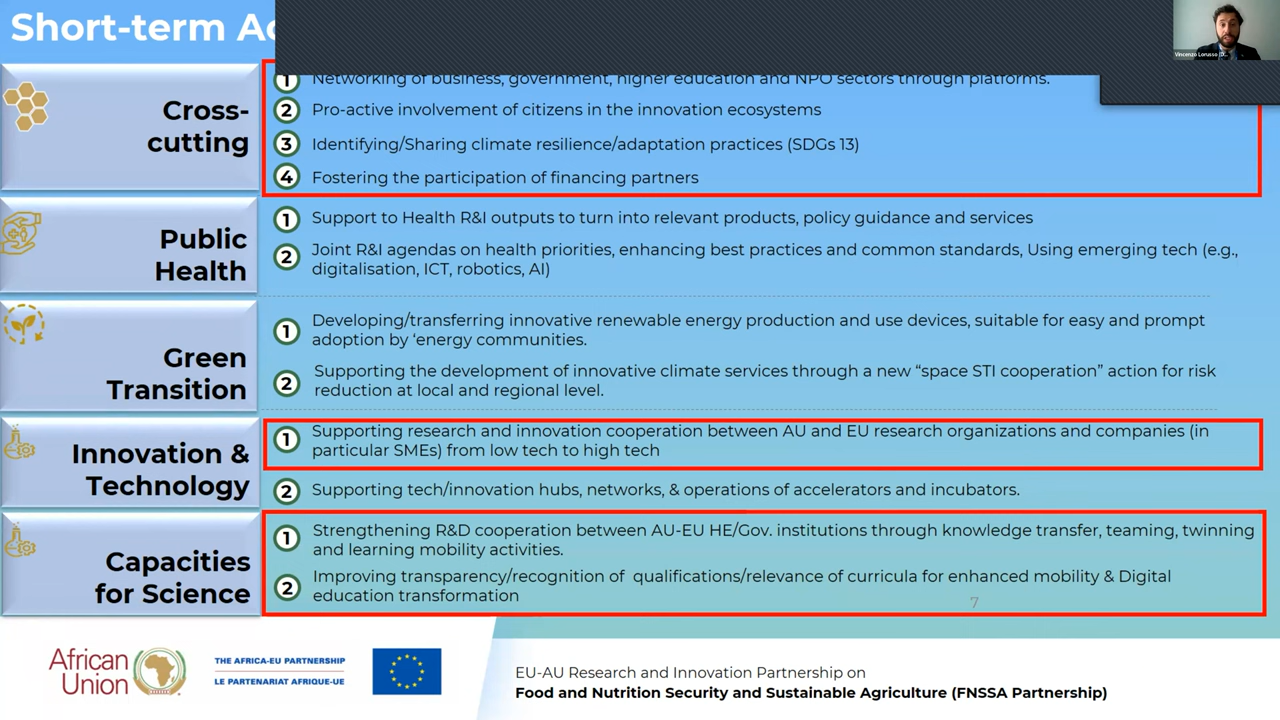 Short-term
Cross-
cutting
1 Networking of business, government, higher education and NPO sectors through platforms.
2 Pro-active involvement of citizens in the innovation ecosystems
3 Identifying/Sharing climate resilience/adaptation practices (SDGs 13)
4 Fostering the participation of financing partners
Public
Health
1 Support to Health R&I outputs to turn into relevant products, policy guidance and services
2 Joint R&I agendas on health priorities, enhancing best practices and common standards, Using emerging tech (e.g.,
digitalisation, ICT, robotics, AI)
Green
Transition
1 Developing/transferring innovative renewable energy production and use devices, suitable for easy and prompt
adoption by ‘energy communities.
2 Supporting the development of innovative climate services through a new “space STI cooperation” action for risk
reduction at local and regional level.
Innovation &
Technology
1 Supporting research and innovation cooperation between AU and EU research organizations and companies (in
particular SMEs) from low tech to high tech
2 Supporting tech/innovation hubs, networks, & operations of accelerators and incubators.
Capacities
for Science
1 Strengthening R&D cooperation between AU-EU HE/Gov. institutions through knowledge transfer, teaming, twinning
and learning mobility activities.
2 Improving transparency/recognition of qualifications/relevance of curricula for enhanced mobility & Digital
education transformation
7
African
Union
THE AFRICA-EU PARTNERSHIP
LE PARTENARIAT AFRIQUE-UE
EU-AU Research and Innovation Partnership on
Food and Nutrition Security and Sustainable Agriculture (FNSSA Partnership)
Vincenzo Lorusso